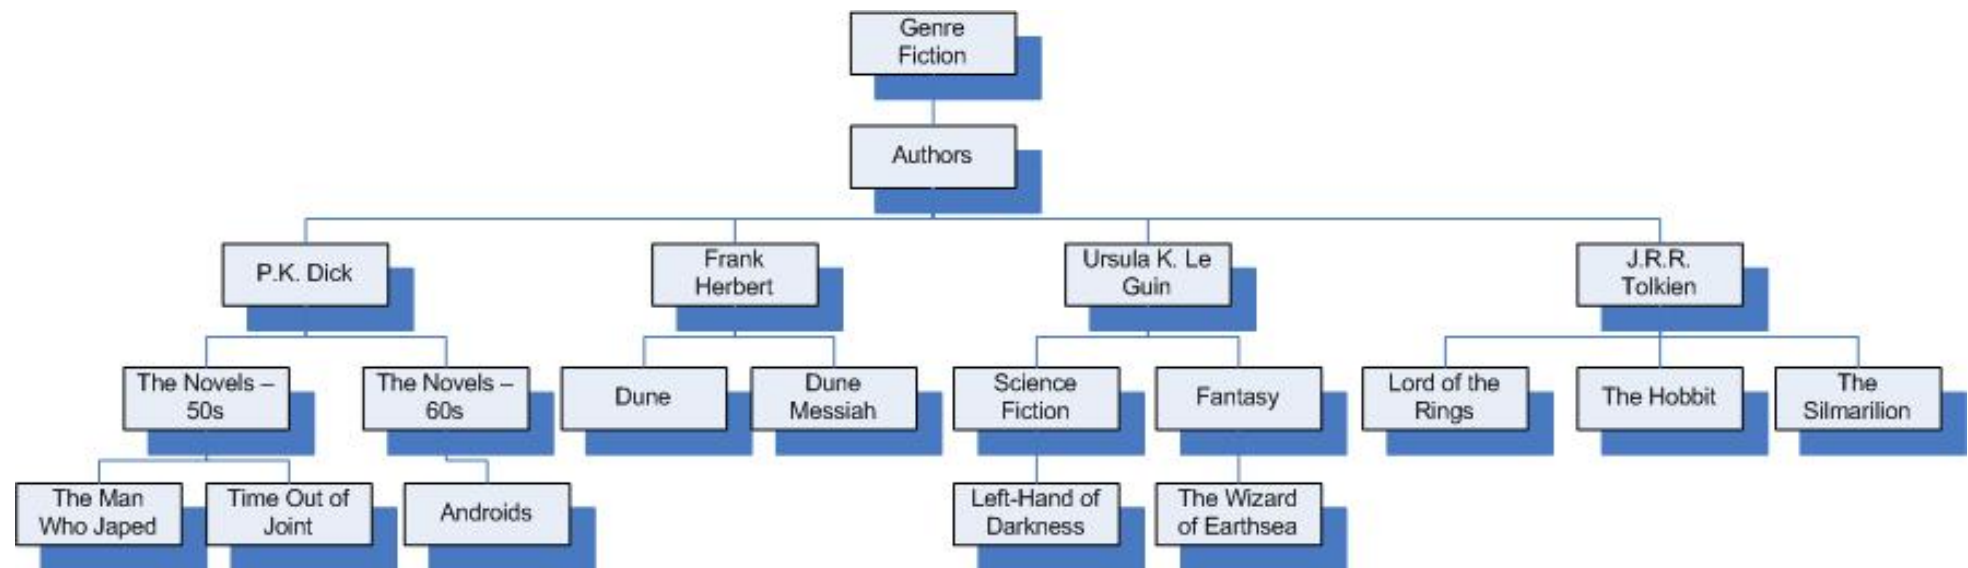 Genre
Fiction
Authors
P.K. Dick
Frank
Herbert
Ursula K. Le
Guin
J.R.R.
Tolkien
The Novels –
50s
The Novels –
60s
Dune
Dune
Messiah
Science
Fiction
Fantasy
Lord of the
Rings
The Hobbit
The
Silmarilion
The Man
Who Japed
Time Out of
Joint
Androids
Left-Hand of
Darkness
The Wizard
of Earthsea